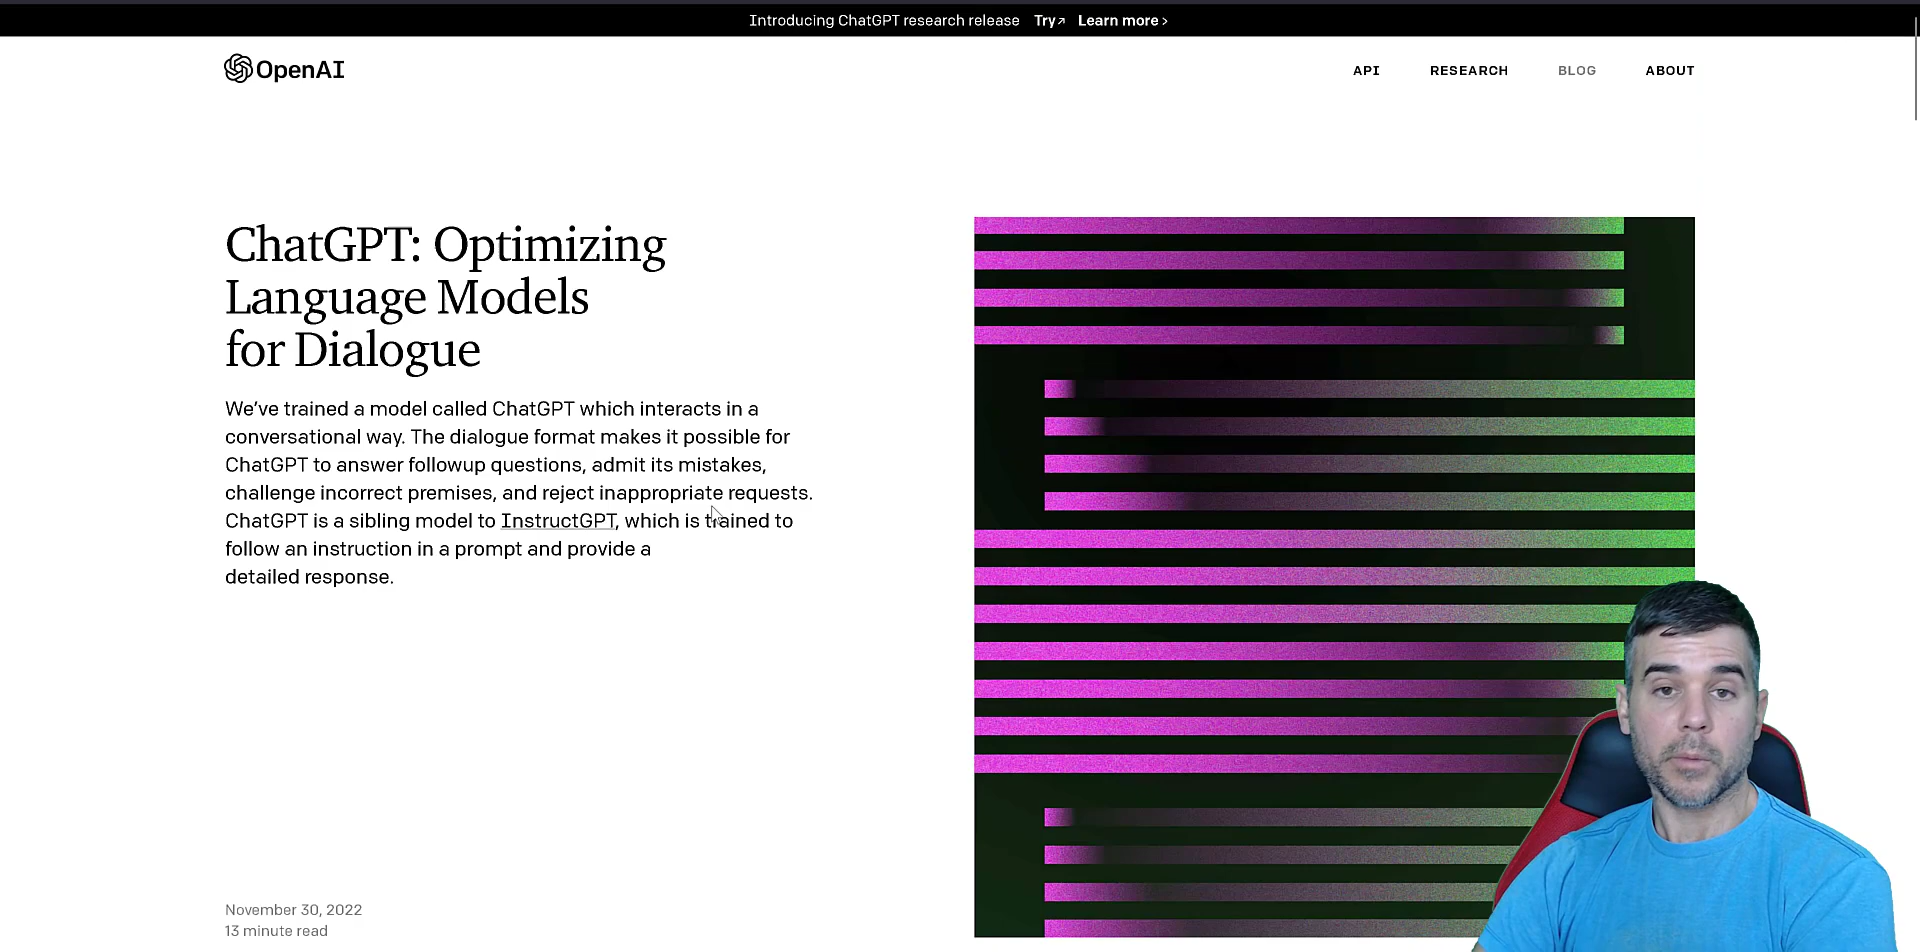 Introducing ChatGPT research release Try↗ Learn more ›
OpenAI
API RESEARCH BLOG ABOUT
ChatGPT: Optimizing
Language Models
for Dialogue
We’ve trained a model called ChatGPT which interacts in a
conversational way. The dialogue format makes it possible for
ChatGPT to answer followup questions, admit its mistakes,
challenge incorrect premises, and reject inappropriate requests.
ChatGPT is a sibling model to InstructGPT, which is trained to
follow an instruction in a prompt and provide a
detailed response.
November 30, 2022
13 minute read